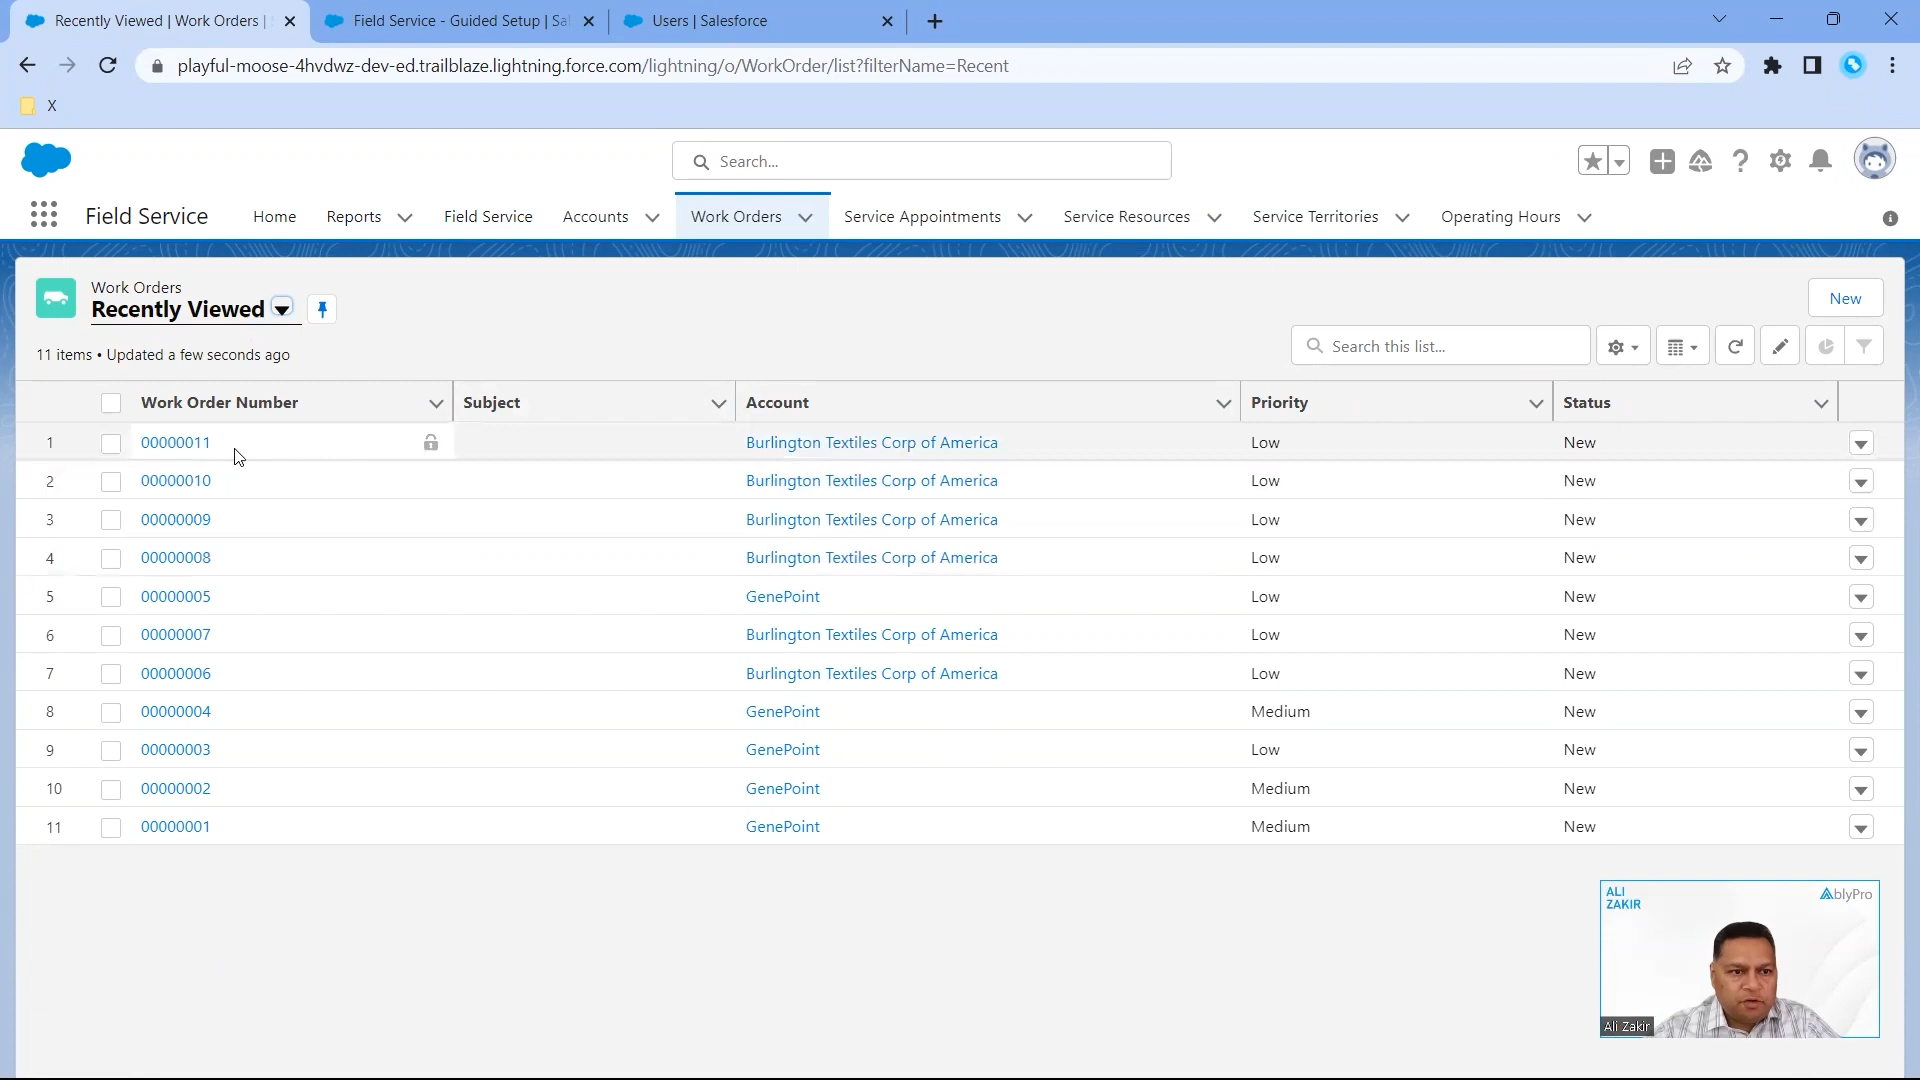 Recently Viewed | Work Orders |
Field Service - Guided Setup | Sal
Users | Salesforce
playful-moose-4hvdwz-dev-ed.trailblaze.lightning.force.com/lightning/o/WorkOrder/list?filterName=Recent
X
Search...
Field Service
Home
Reports
Field Service
Accounts
Work Orders
Service Appointments
Service Resources
Service Territories
Operating Hours
Work Orders
Recently Viewed
New
11 items • Updated a few seconds ago
Search this list...
Work Order Number Subject Account Priority Status
1 00000011 Burlington Textiles Corp of America Low New
2 00000010 Burlington Textiles Corp of America Low New
3 00000009 Burlington Textiles Corp of America Low New
4 00000008 Burlington Textiles Corp of America Low New
5 00000005 GenePoint Low New
6 00000007 Burlington Textiles Corp of America Low New
7 00000006 Burlington Textiles Corp of America Low New
8 00000004 GenePoint Medium New
9 00000003 GenePoint Low New
10 00000002 GenePoint Medium New
11 00000001 GenePoint Medium New
ALI
ZAKIR
AblyPro
Ali Zakir